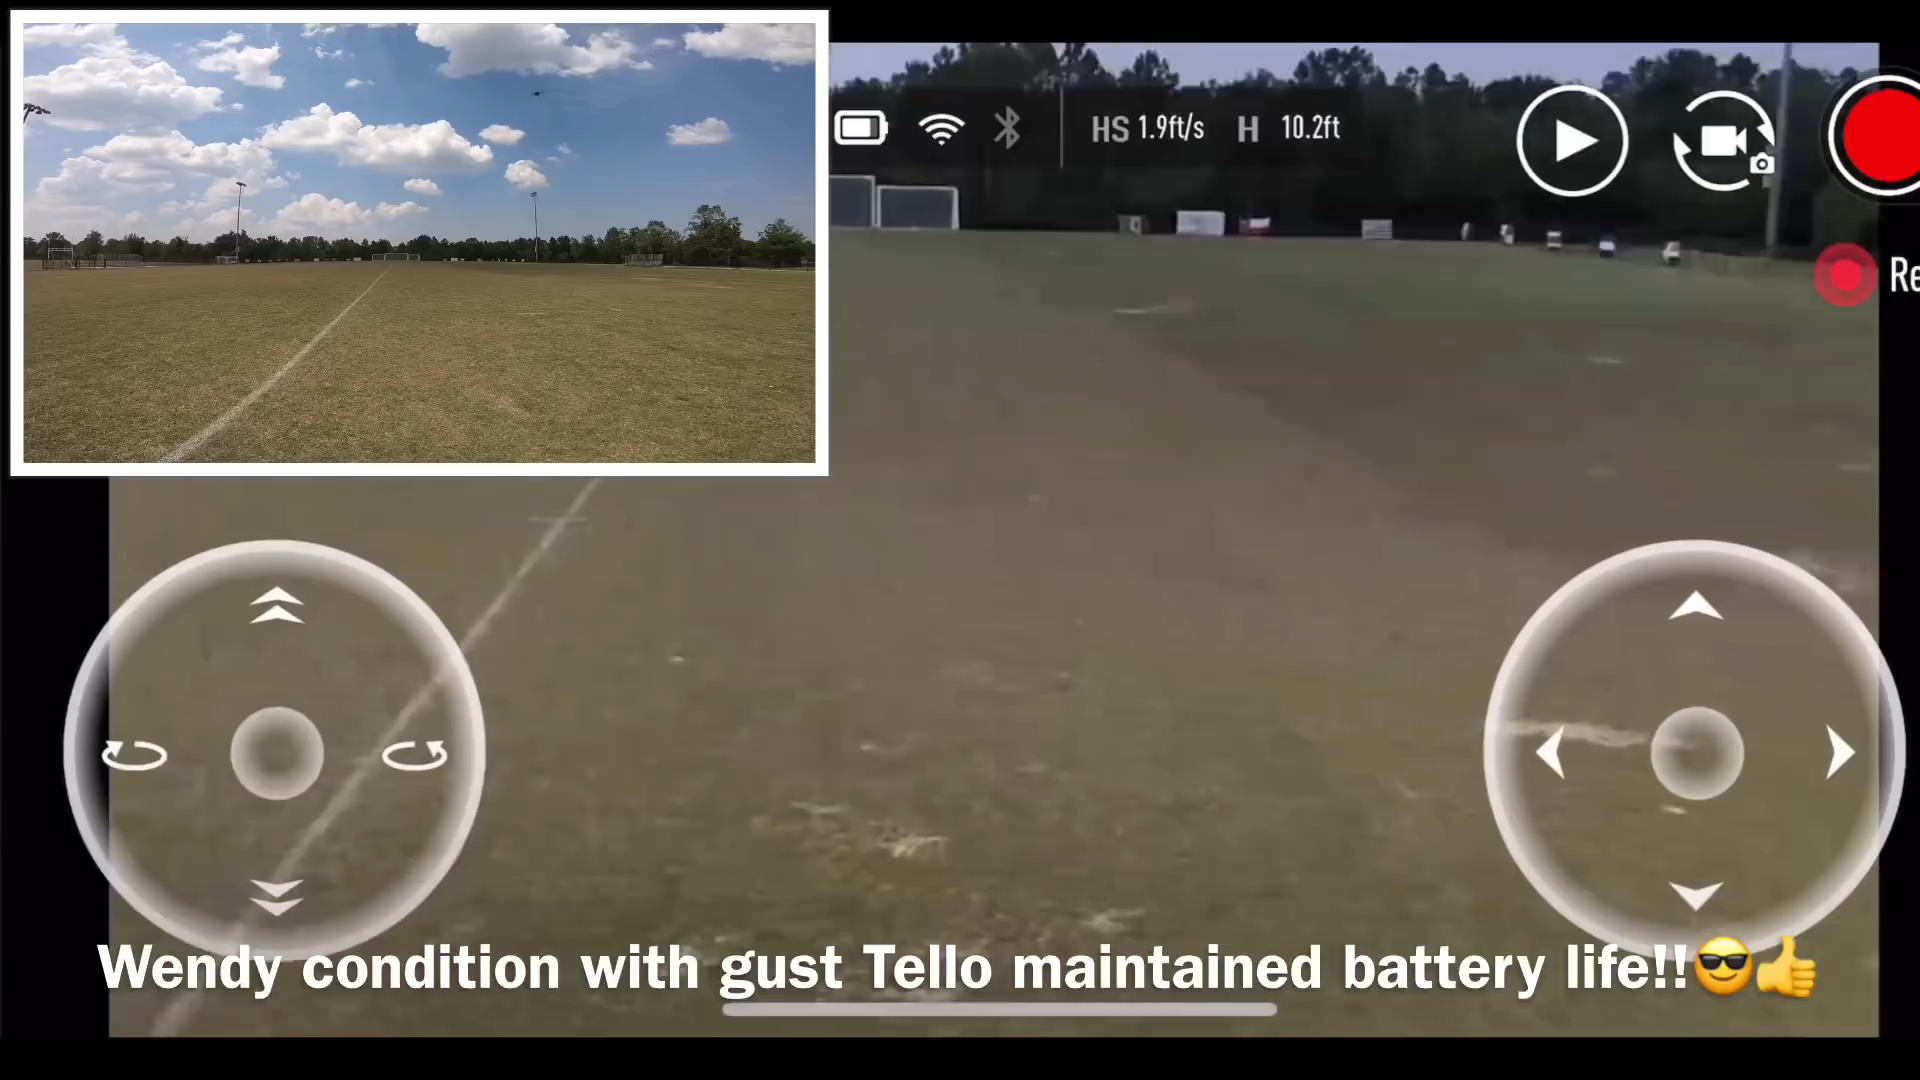 HS 1.9ft/s H 10.2ft
Re
Wendy condition with gust Tello maintained battery life!!😎👍